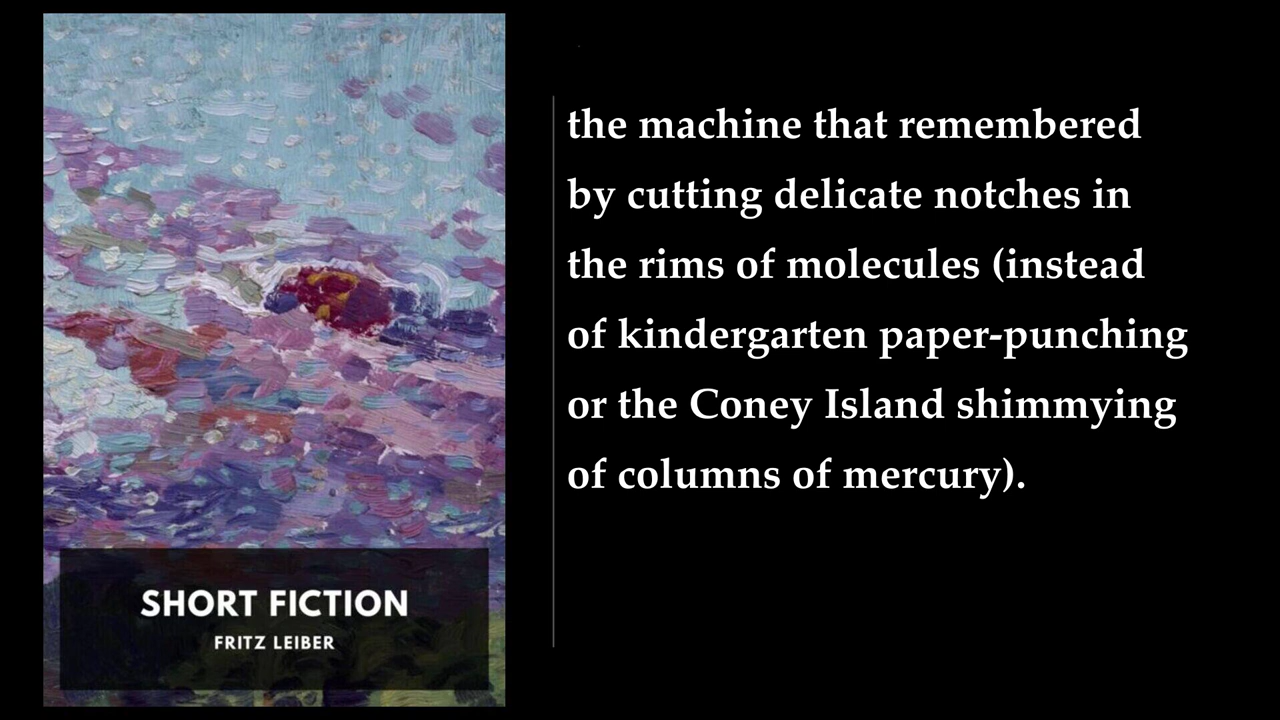 the machine that remembered
by cutting delicate notches in
the rims of molecules (instead
of kindergarten paper-punching
or the Coney Island shimmying
of columns of mercury).
SHORT FICTION
FRITZ LEIBER